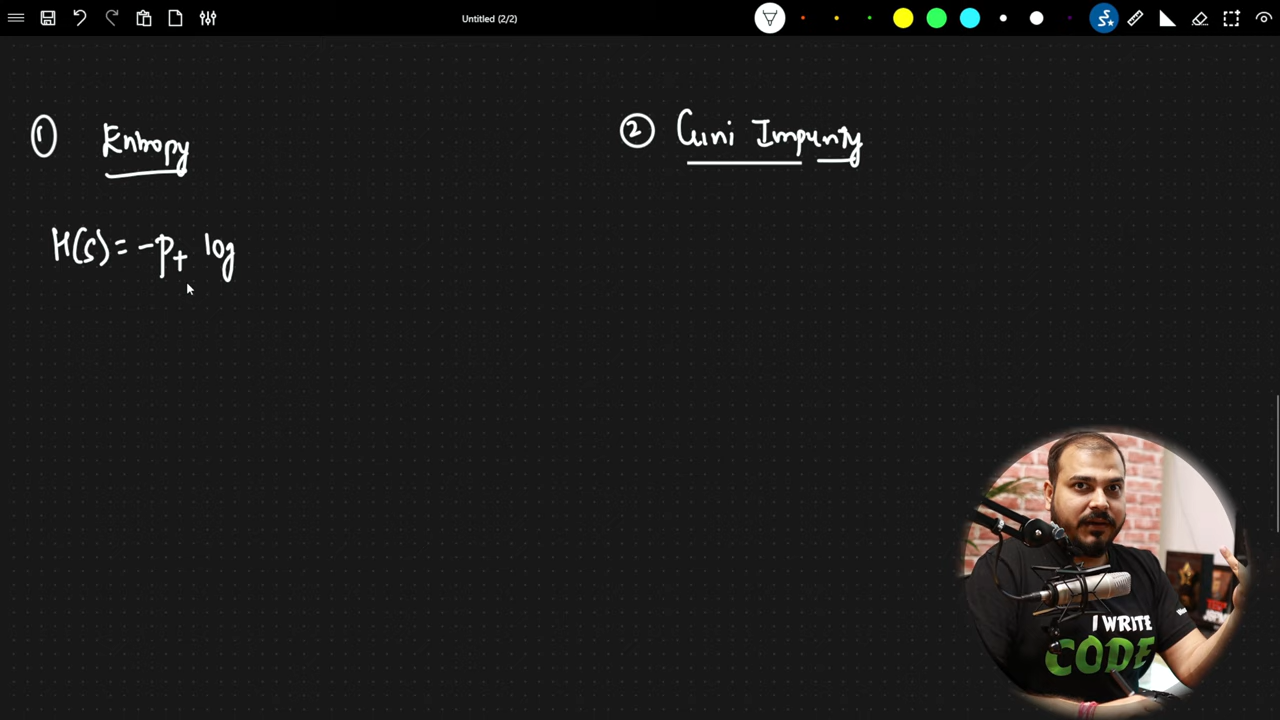 Untitled (2/2)
① Entropy
② Gini Impurity
H(S) = -p+ log
I WRITE
CODE